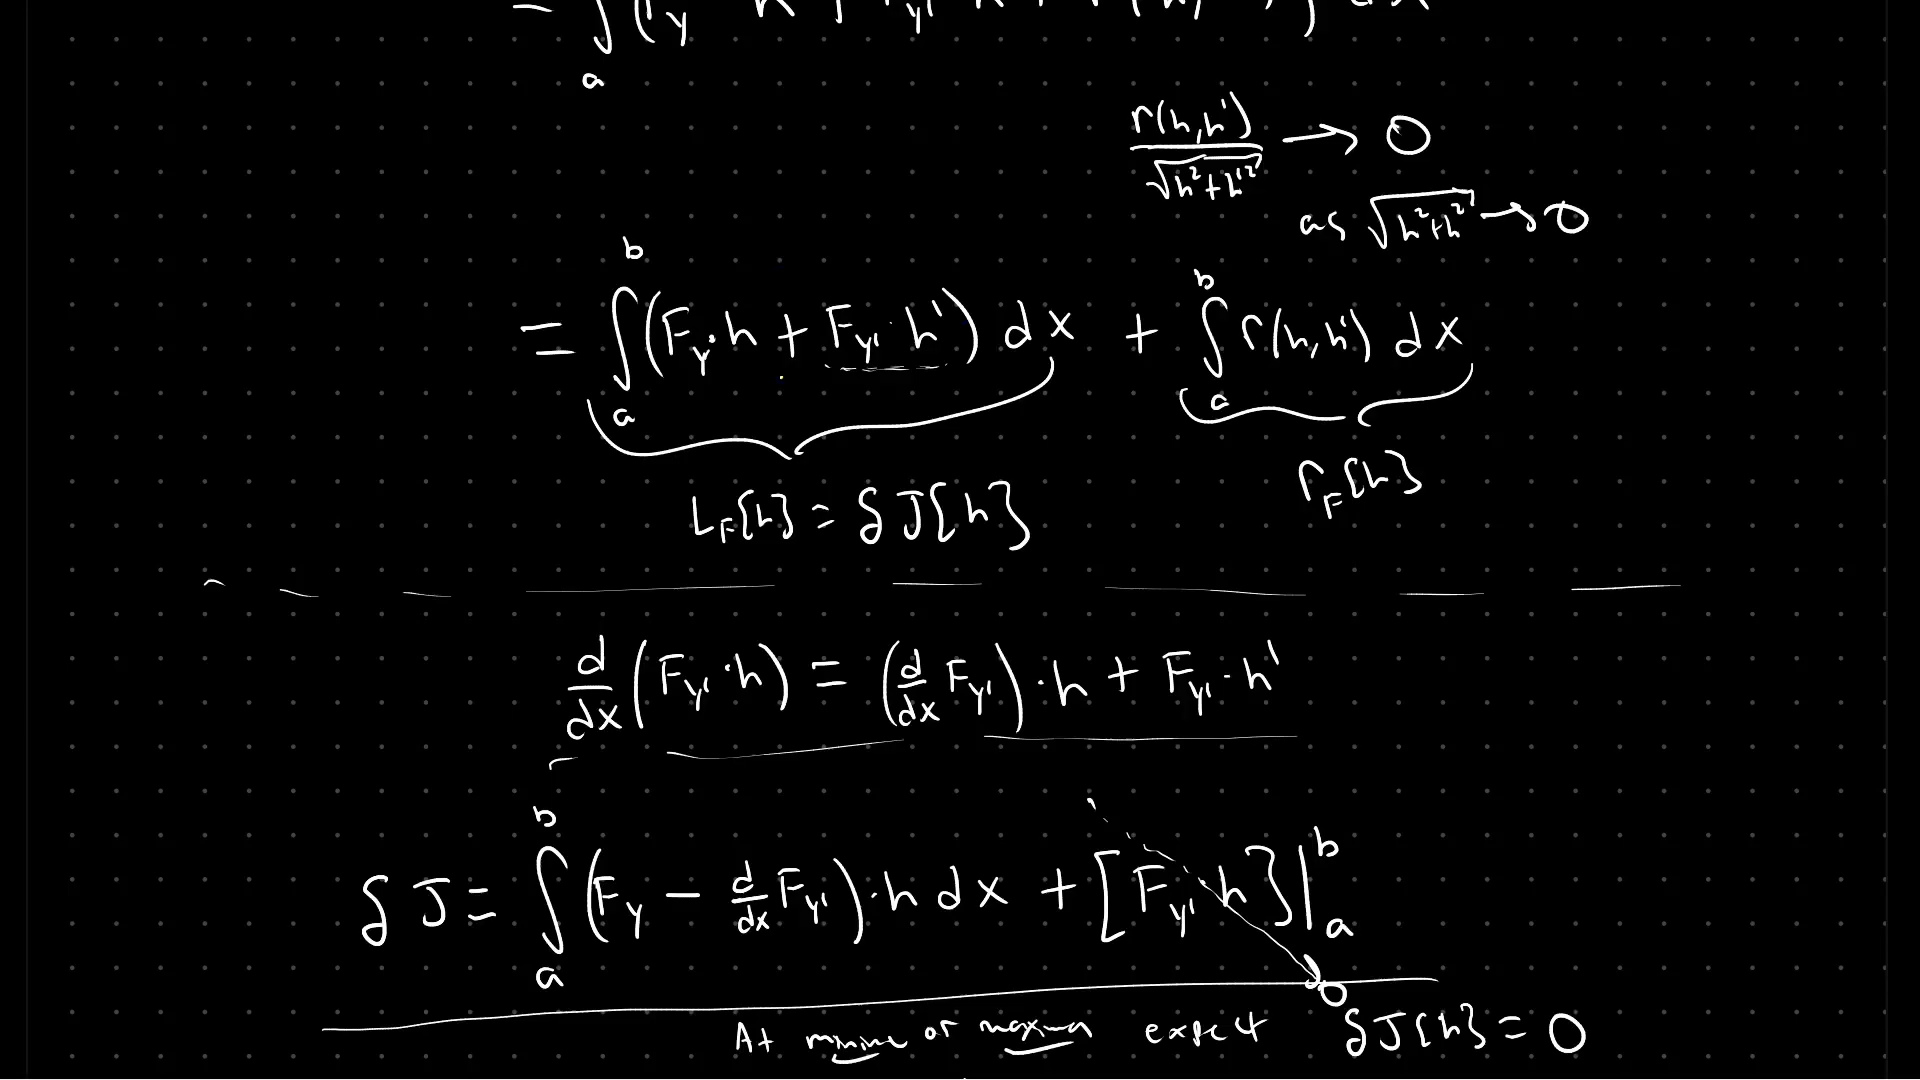 a
r(h,h')/√(h²+h'²) → 0
as √(h²+h'²) → 0
= ∫_a^b (F_y·h + F_y'·h') dx + ∫_a^b r(h,h') dx
L_F[h] = δJ[h]
r_F[h]
d/dx (F_y'·h) = (d/dx F_y')·h + F_y'·h'
δJ = ∫_a^b (F_y − d/dx F_y')·h dx + [F_y'·h]|_a^b
0
At minima or maxima expect δJ[h] = 0